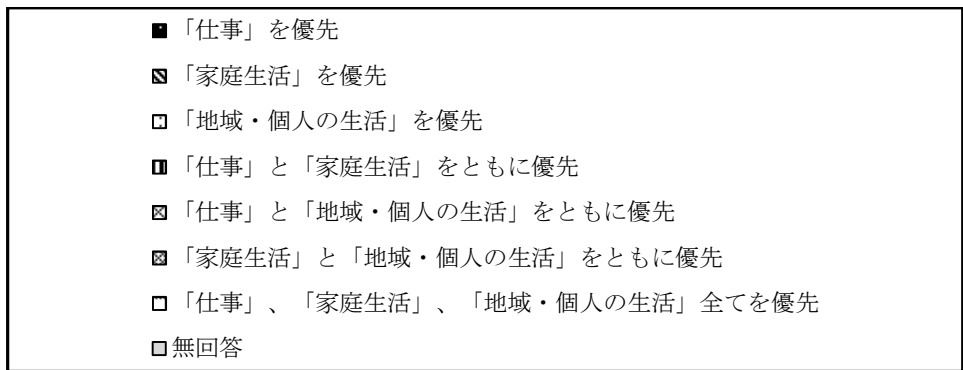 「仕事」を優先
「家庭生活」を優先
「地域・個人の生活」を優先
「仕事」と「家庭生活」をともに優先
「仕事」と「地域・個人の生活」をともに優先
「家庭生活」と「地域・個人の生活」をともに優先
「仕事」、「家庭生活」、「地域・個人の生活」全てを優先
無回答